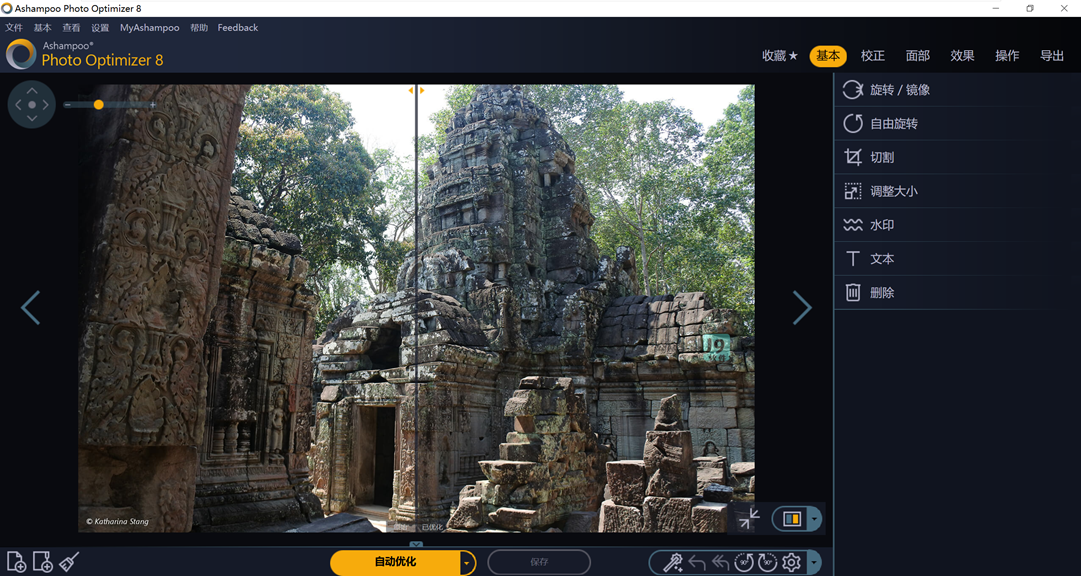 Ashampoo Photo Optimizer 8
文件 基本 查看 设置 MyAshampoo 帮助 Feedback
Ashampoo®
Photo Optimizer 8
收藏★ 基本 校正 面部 效果 操作 导出
旋转 / 镜像
自由旋转
切割
调整大小
水印
文本
删除
19
© Katharina Stang
已优化
自动优化
保存
90° 90°